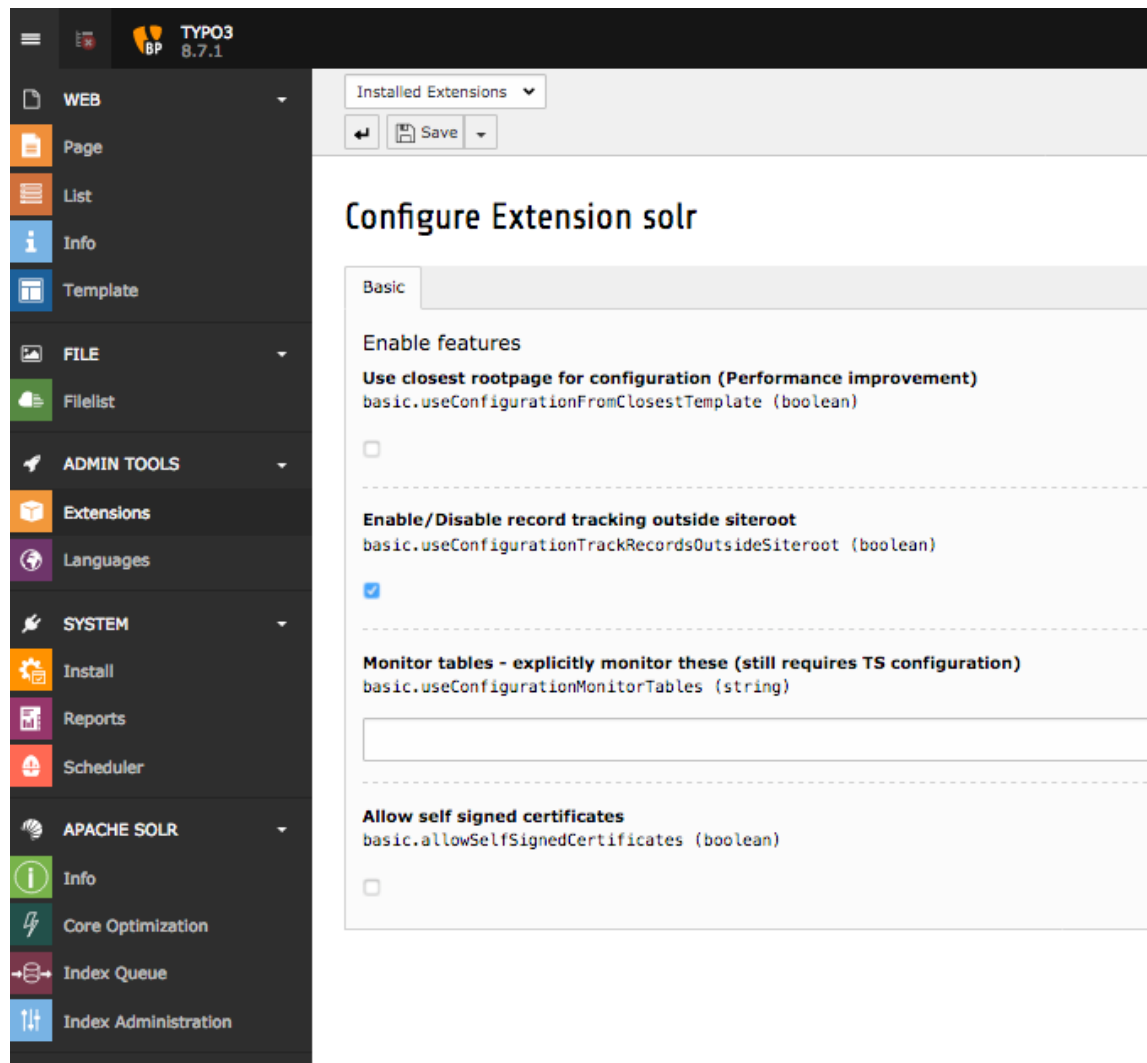 BP
TYPO3
8.7.1
WEB
Page
List
Info
Template
FILE
Filelist
ADMIN TOOLS
Extensions
Languages
SYSTEM
Install
Reports
Scheduler
APACHE SOLR
Info
Core Optimization
Index Queue
Index Administration
Installed Extensions
Save
Configure Extension solr
Basic
Enable features
Use closest rootpage for configuration (Performance improvement)
basic.useConfigurationFromClosestTemplate (boolean)
Enable/Disable record tracking outside siteroot
basic.useConfigurationTrackRecordsOutsideSiteroot (boolean)
Monitor tables - explicitly monitor these (still requires TS configuration)
basic.useConfigurationMonitorTables (string)
Allow self signed certificates
basic.allowSelfSignedCertificates (boolean)